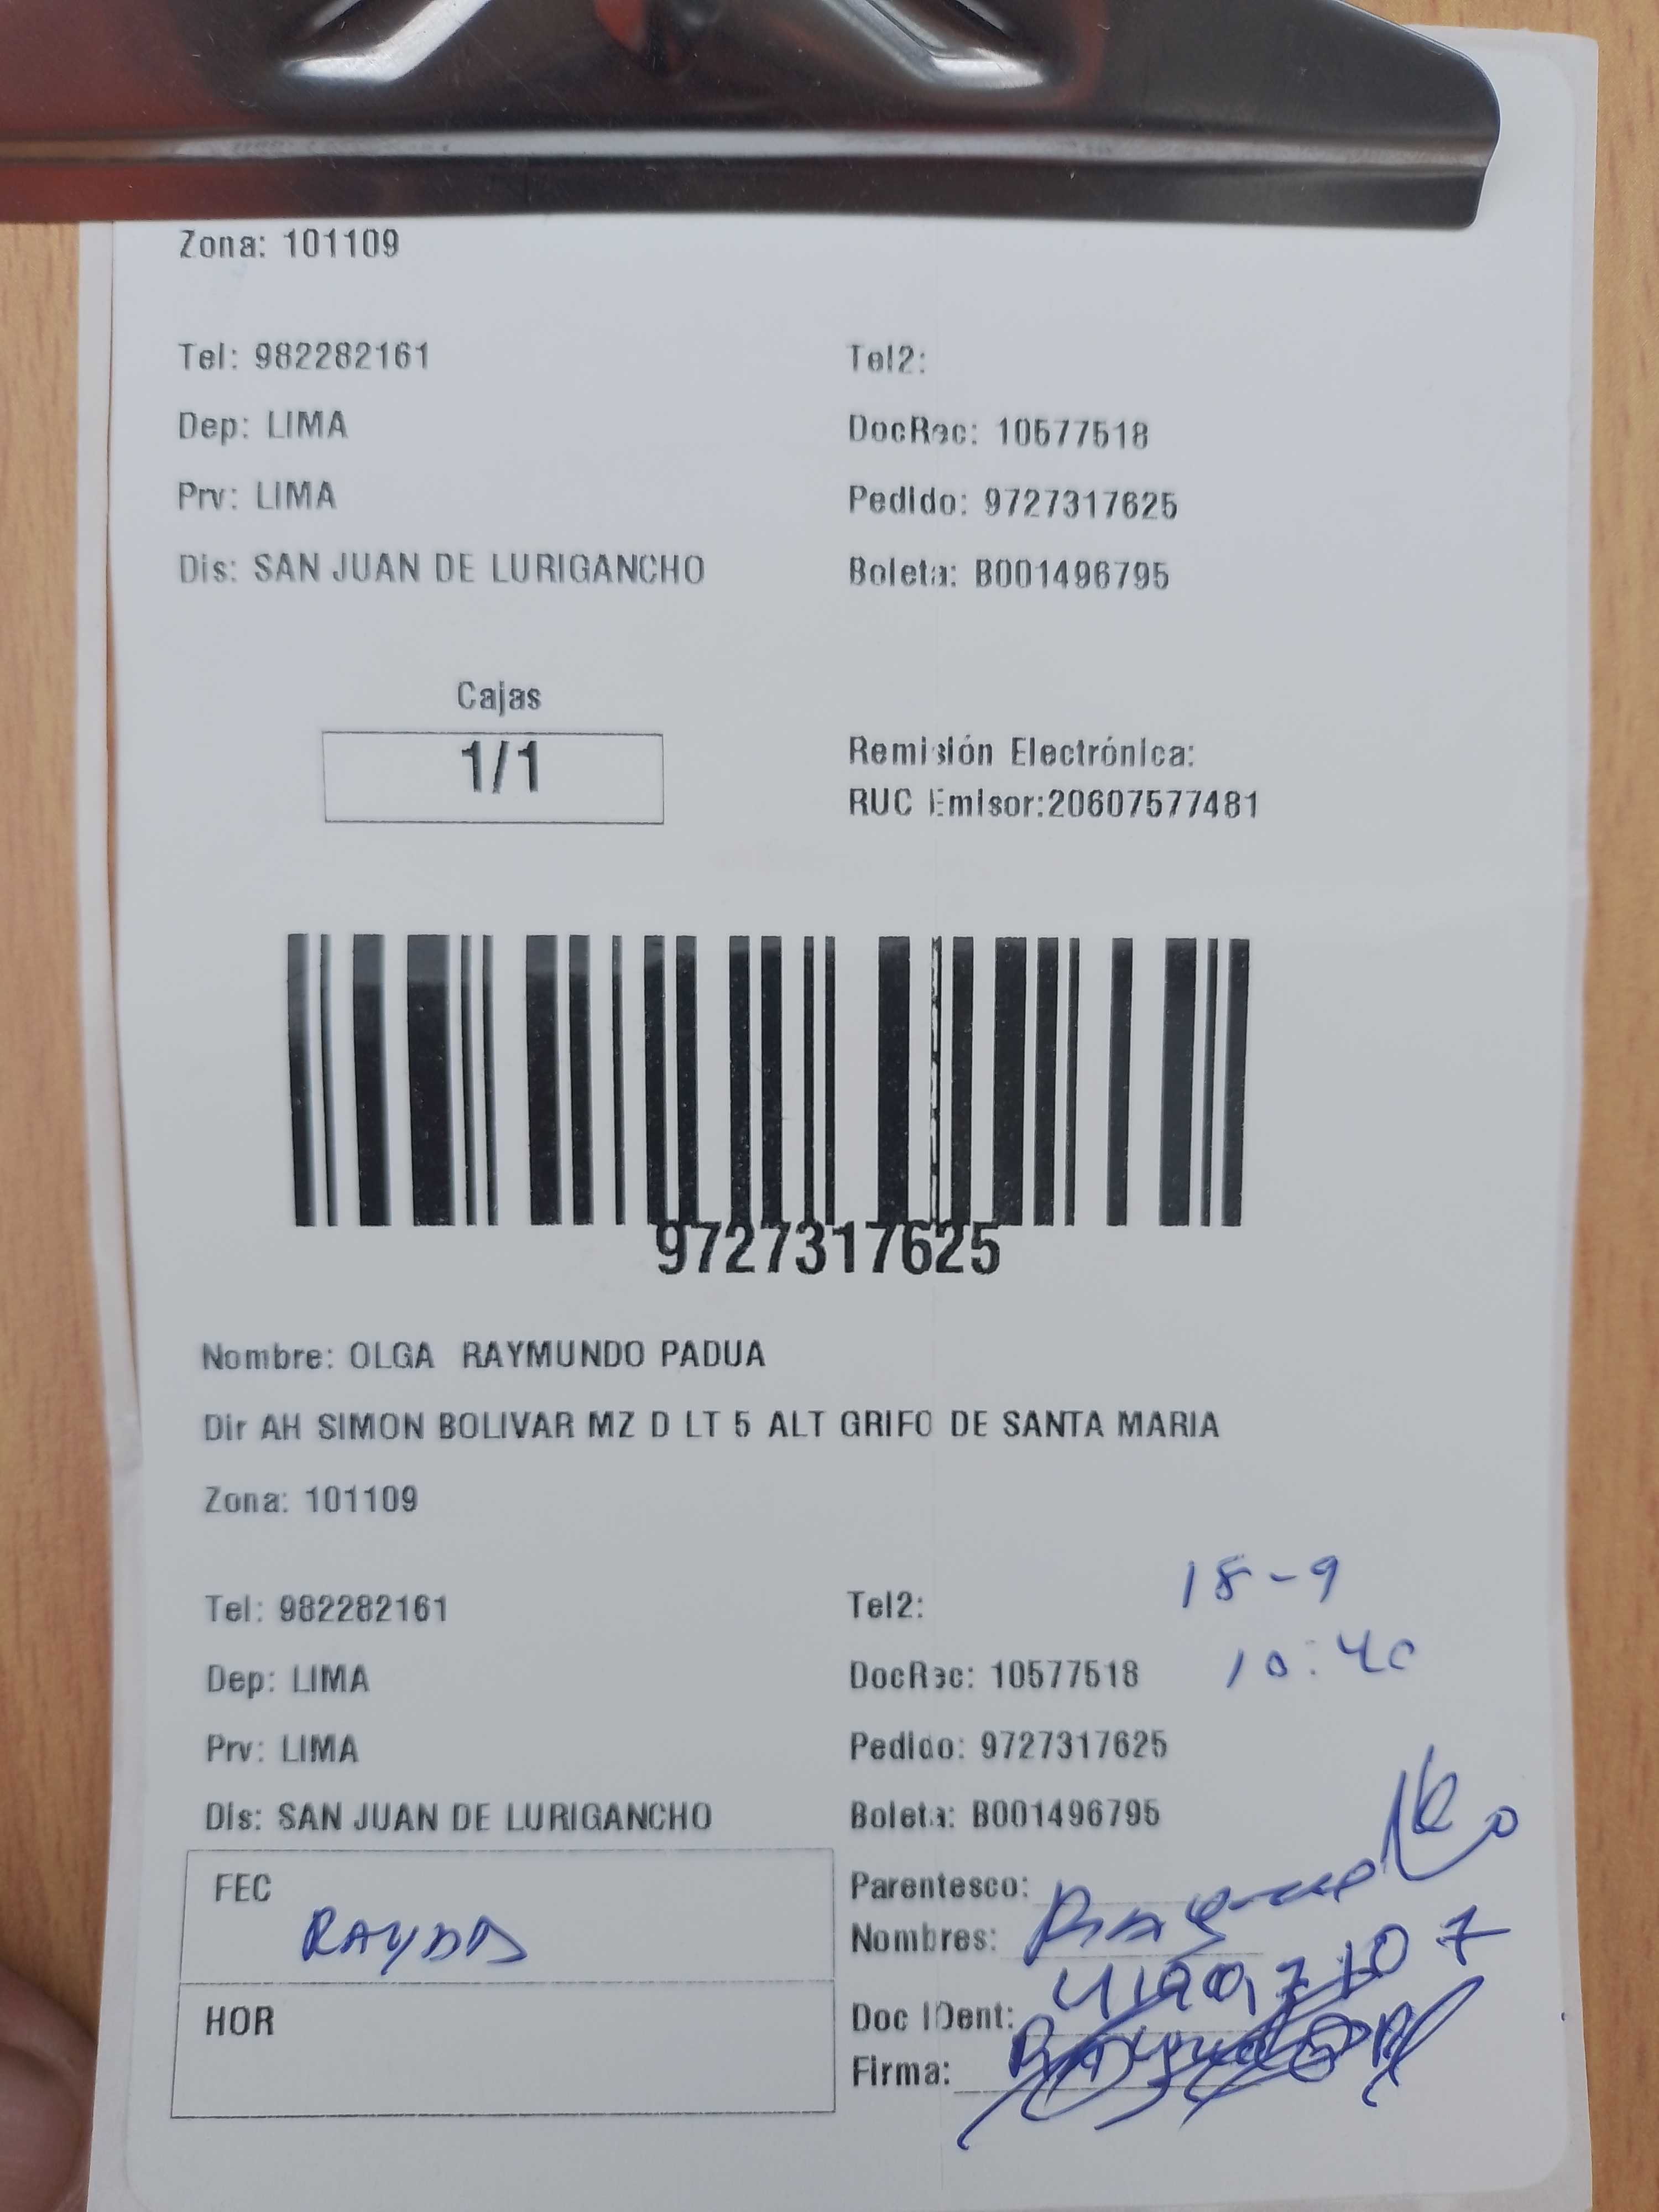 Zona: 101109
Tel: 982282161
Tel2:
Dep: LIMA
DocRec: 10577518
Prv: LIMA
Pedido: 9727317625
Dis: SAN JUAN DE LURIGANCHO
Boleta: B001496795
Cajas
1/1
Remisión Electrónica:
RUC Emisor:20607577481
9727317625
Nombre: OLGA RAYMUNDO PADUA
Dir AH SIMON BOLIVAR MZ D LT 5 ALT GRIFO DE SANTA MARIA
Zona: 101109
18-9
Tel: 982282161
Tel2:
10:40
Dep: LIMA
DocRec: 10577518
Prv: LIMA
Pedido: 9727317625
Dis: SAN JUAN DE LURIGANCHO
Boleta: B001496795
FEC
Parentesco:
Nombres:
HOR
Doc IDent:
Firma: